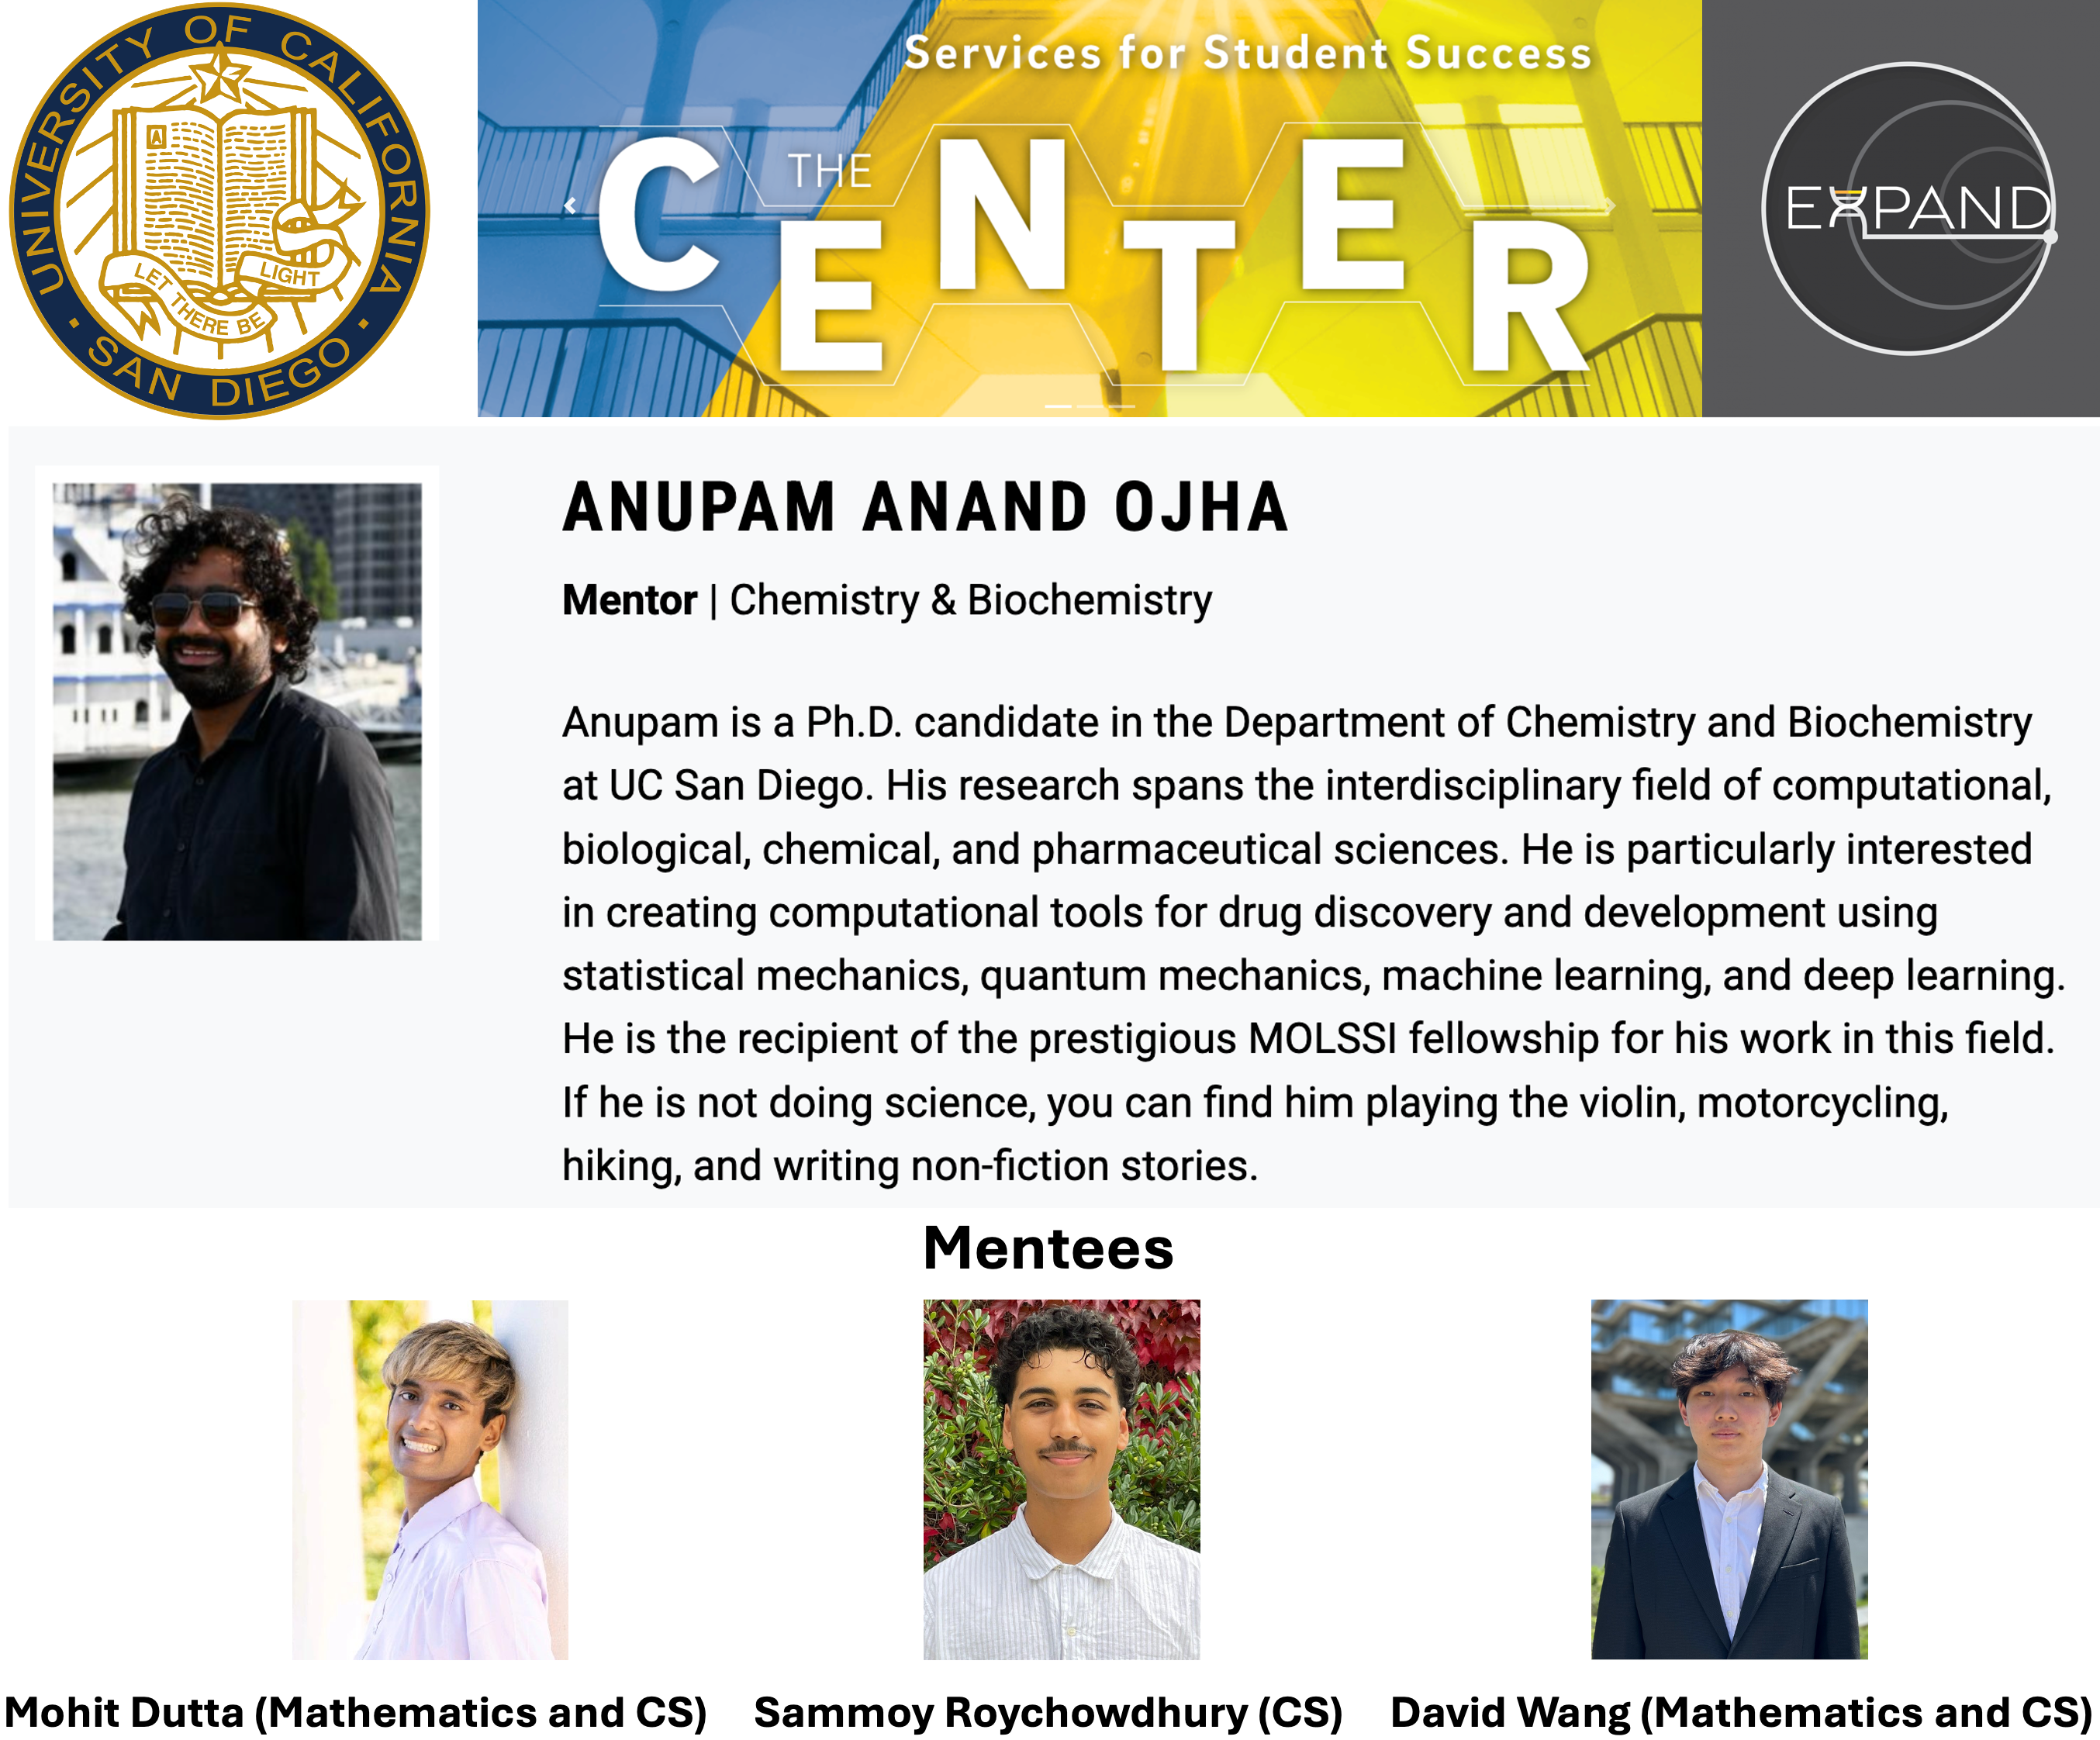 UNIVERSITY OF CALIFORNIA
SAN DIEGO
A
LET THERE BE LIGHT
Services for Student Success
THE
CENTER
EXPAND
ANUPAM ANAND OJHA
Mentor | Chemistry & Biochemistry
Anupam is a Ph.D. candidate in the Department of Chemistry and Biochemistry
at UC San Diego. His research spans the interdisciplinary field of computational,
biological, chemical, and pharmaceutical sciences. He is particularly interested
in creating computational tools for drug discovery and development using
statistical mechanics, quantum mechanics, machine learning, and deep learning.
He is the recipient of the prestigious MOLSSI fellowship for his work in this field.
If he is not doing science, you can find him playing the violin, motorcycling,
hiking, and writing non-fiction stories.
Mentees
Mohit Dutta (Mathematics and CS)
Sammoy Roychowdhury (CS)
David Wang (Mathematics and CS)